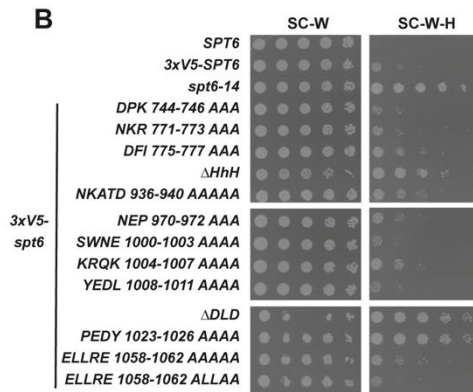 B
SC-W SC-W-H
SPT6
3xV5-SPT6
spt6-14
DPK 744-746 AAA
NKR 771-773 AAA
DFI 775-777 AAA
ΔHhH
NKATD 936-940 AAAAA
3xV5-
spt6
NEP 970-972 AAA
SWNE 1000-1003 AAAA
KRQK 1004-1007 AAAA
YEDL 1008-1011 AAAA
ΔDLD
PEDY 1023-1026 AAAA
ELLRE 1058-1062 AAAAA
ELLRE 1058-1062 ALLAA